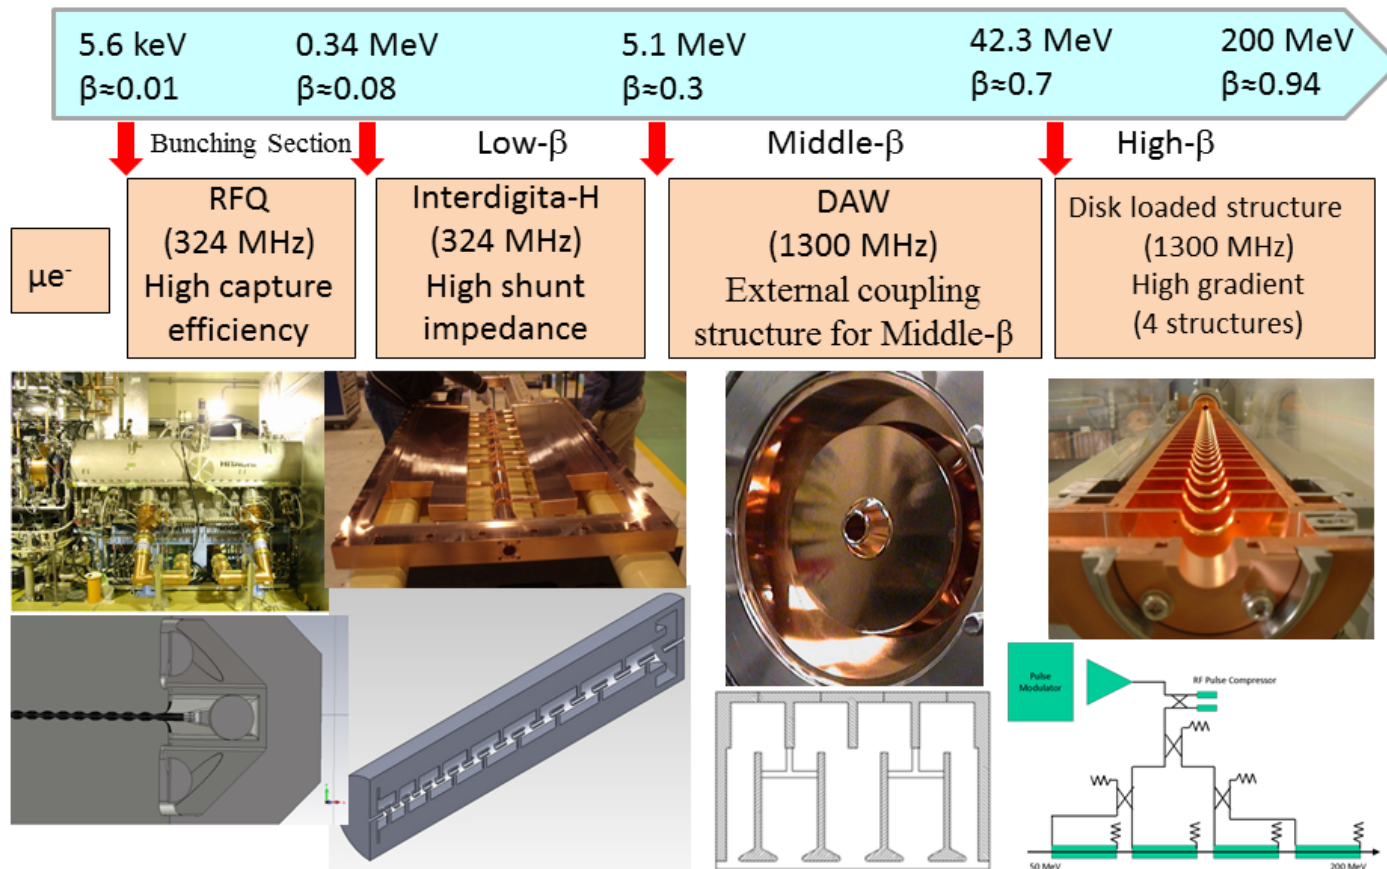 5.6 keV
β≈0.01
0.34 MeV
β≈0.08
5.1 MeV
β≈0.3
42.3 MeV
β≈0.7
200 MeV
β≈0.94
Bunching Section
Low-β
Middle-β
High-β
μe-
RFQ
(324 MHz)
High capture
efficiency
Interdigita-H
(324 MHz)
High shunt
impedance
DAW
(1300 MHz)
External coupling
structure for Middle-β
Disk loaded structure
(1300 MHz)
High gradient
(4 structures)
HITACHI
Pulse
Modulator
RF Pulse Compressor
50 MeV
200 MeV